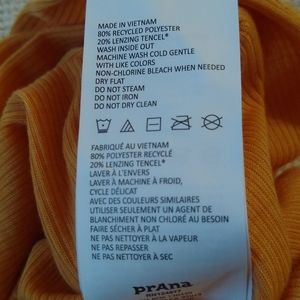 MADE IN VIETNAM
80% RECYCLED POLYESTER
20% LENZING TENCEL®
WASH INSIDE OUT
MACHINE WASH COLD GENTLE
WITH LIKE COLORS
NON-CHLORINE BLEACH WHEN NEEDED
DRY FLAT
DO NOT STEAM
DO NOT IRON
DO NOT DRY CLEAN
FABRIQUÉ AU VIETNAM
80% POLYESTER RECYCLÉ
20% LENZING TENCEL®
LAVER À L'ENVERS
LAVER À MACHINE À FROID,
CYCLE DÉLICAT
AVEC DES COULEURS SIMILAIRES
UTILISER SEULEMENT UN AGENT DE
BLANCHIMENT NON CHLORÉ AU BESOIN
FAIRE SÉCHER À PLAT
NE PAS NETTOYER À LA VAPEUR
NE PAS REPASSER
NE PAS NETTOYER À SEC
prAna